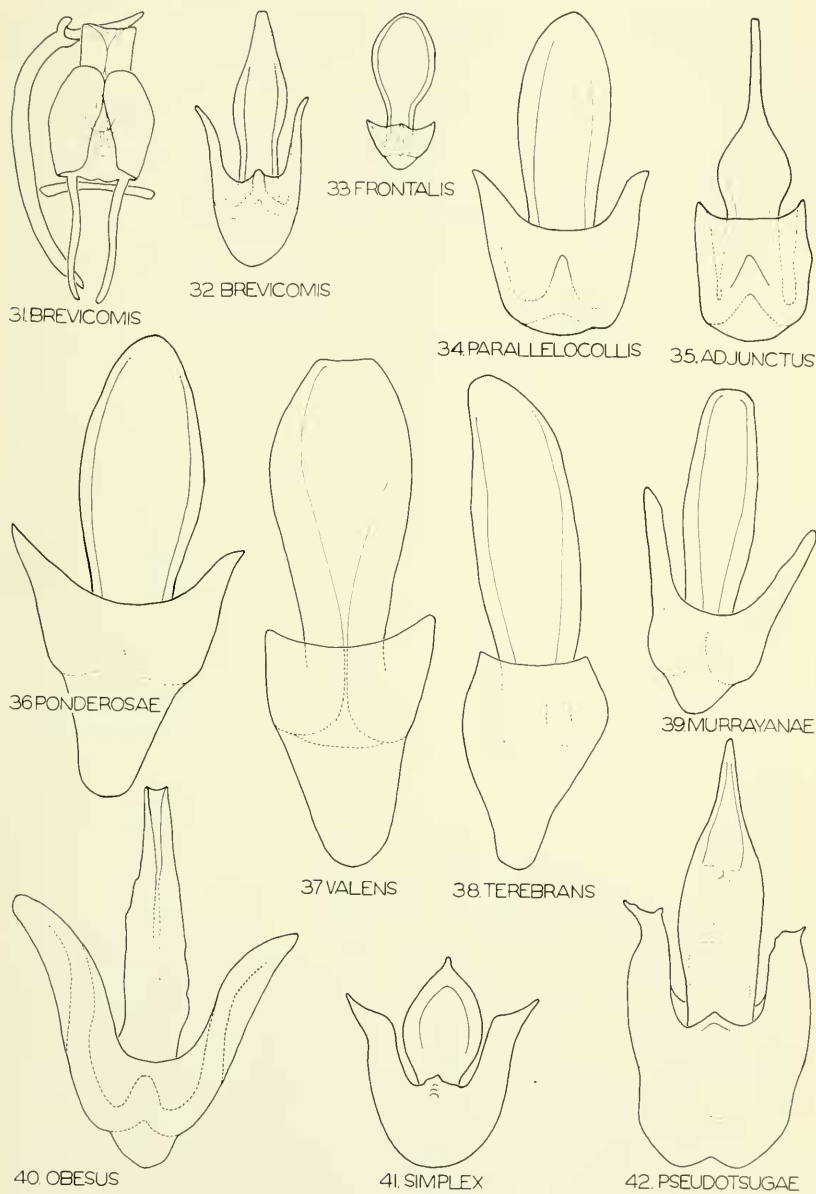 31. BREVICOMIS
32. BREVICOMIS
33 FRONTALIS
34. PARALLELOCOLLIS
35. ADJUNCTUS
36 PONDEROSAE
37 VALENS
38. TEREBRANS
39. MURRAYANAE
40. OBESUS
41. SIMPLEX
42. PSEUDOTSUGAE